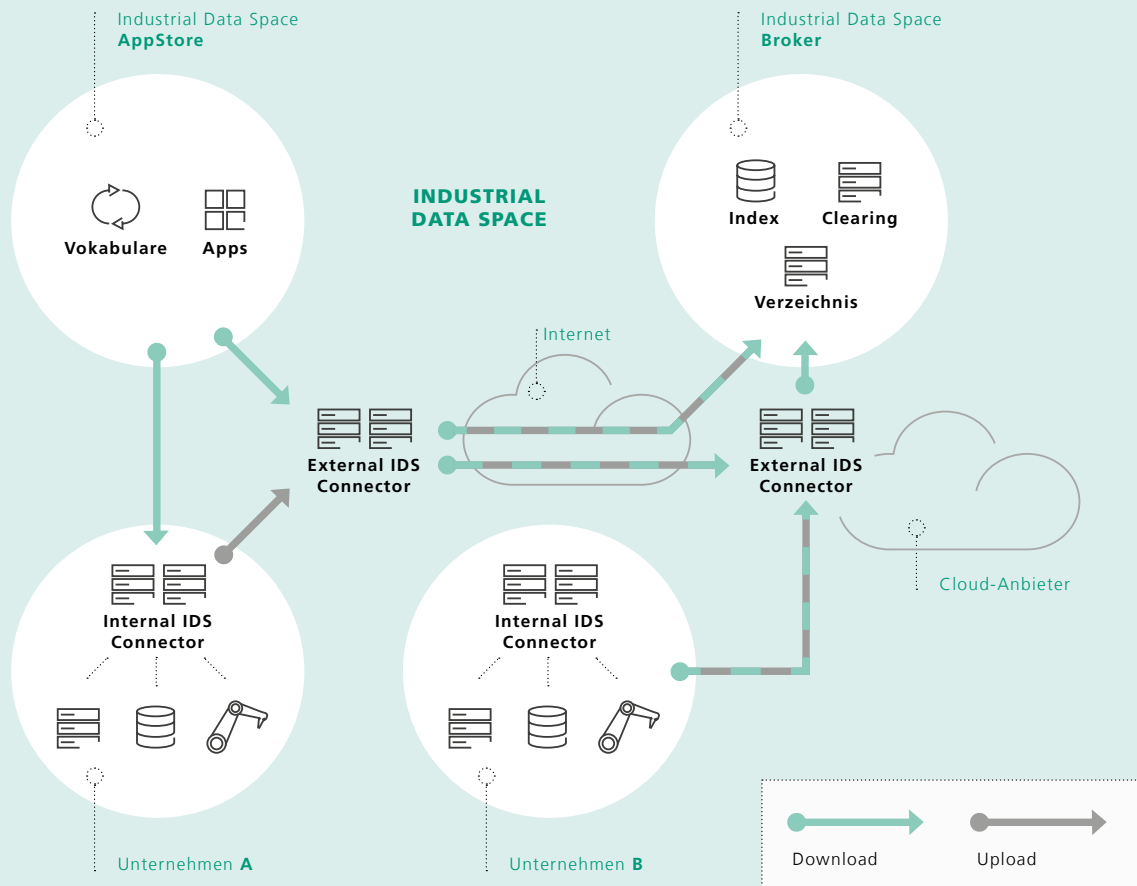 Industrial Data Space
AppStore
Industrial Data Space
Broker
INDUSTRIAL
DATA SPACE
Vokabulare
Apps
Index
Clearing
Verzeichnis
Internet
External IDS
Connector
External IDS
Connector
Cloud-Anbieter
Internal IDS
Connector
Internal IDS
Connector
Unternehmen A
Unternehmen B
Download
Upload